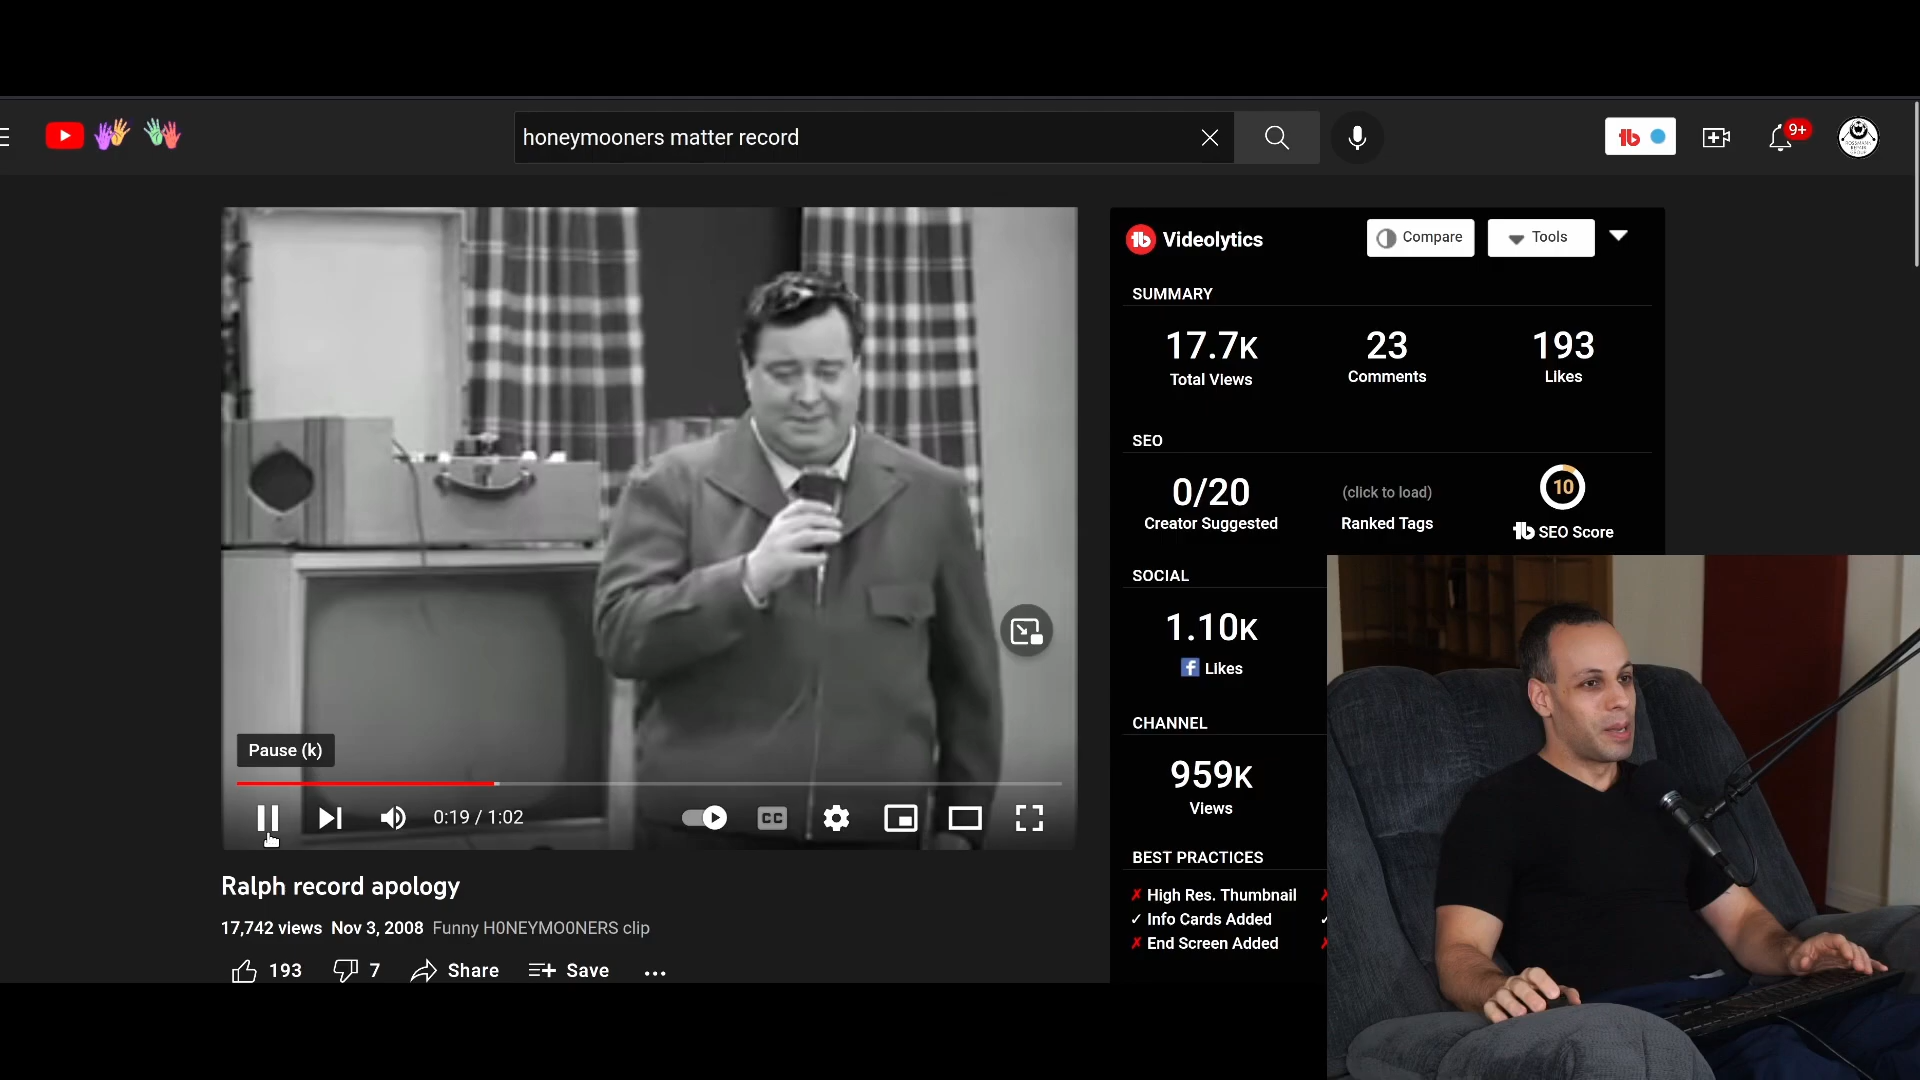 honeymooners matter record
9+
Videolytics
Compare
Tools
SUMMARY
17.7K
Total Views
23
Comments
193
Likes
SEO
0/20
Creator Suggested
(click to load)
Ranked Tags
10
SEO Score
SOCIAL
1.10K
Likes
CHANNEL
959K
Views
BEST PRACTICES
✗ High Res. Thumbnail
✓ Info Cards Added
✗ End Screen Added
Pause (k)
0:19 / 1:02
CC
Ralph record apology
17,742 views Nov 3, 2008 Funny H0NEYMO0NERS clip
193
7
Share
Save